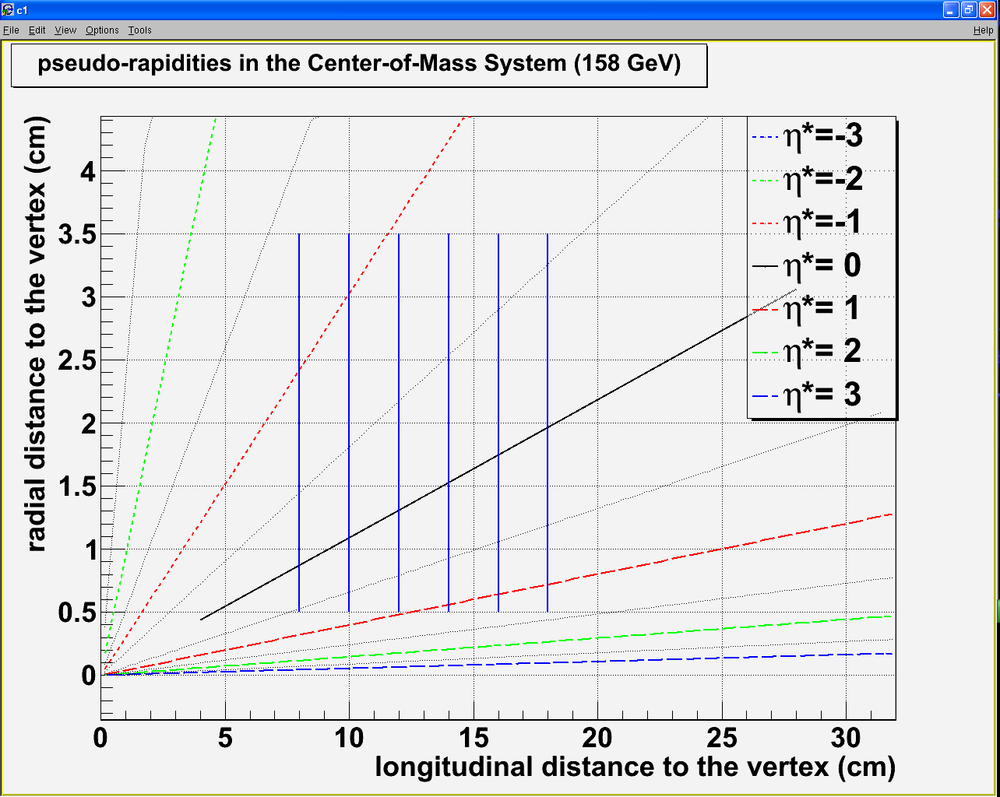 c1
File Edit View Options Tools Help
pseudo-rapidities in the Center-of-Mass System (158 GeV)
radial distance to the vertex (cm)
4
3.5
3
2.5
2
1.5
1
0.5
0
0 5 10 15 20 25 30
longitudinal distance to the vertex (cm)
η*=-3
η*=-2
η*=-1
η*= 0
η*= 1
η*= 2
η*= 3